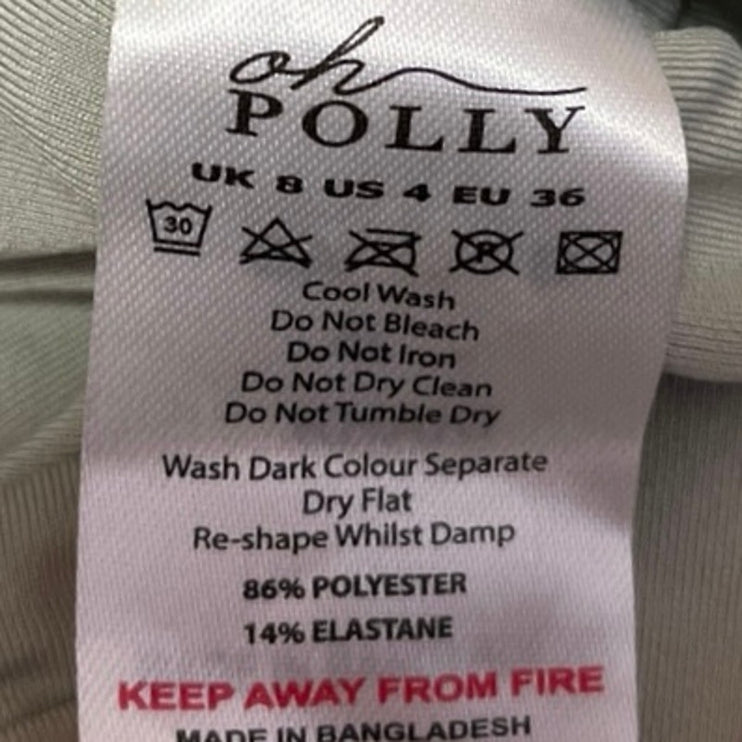 oh
POLLY
UK 8 US 4 EU 36
30
P
Cool Wash
Do Not Bleach
Do Not Iron
Do Not Dry Clean
Do Not Tumble Dry
Wash Dark Colour Separate
Dry Flat
Re-shape Whilst Damp
86% POLYESTER
14% ELASTANE
KEEP AWAY FROM FIRE
MADE IN BANGLADESH